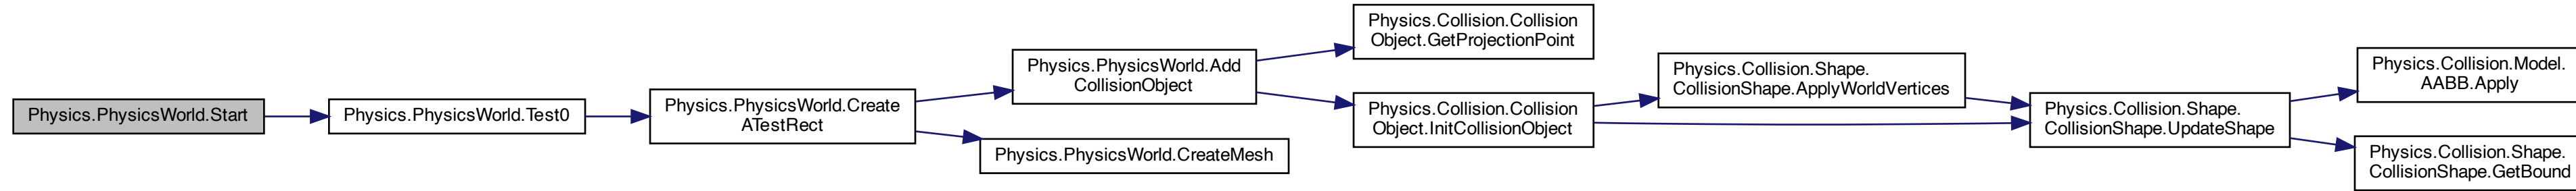 Physics.PhysicsWorld.Start
Physics.PhysicsWorld.Test0
Physics.PhysicsWorld.Create
ATestRect
Physics.PhysicsWorld.Add
CollisionObject
Physics.PhysicsWorld.CreateMesh
Physics.Collision.Collision
Object.GetProjectionPoint
Physics.Collision.Collision
Object.InitCollisionObject
Physics.Collision.Shape.
CollisionShape.ApplyWorldVertices
Physics.Collision.Shape.
CollisionShape.UpdateShape
Physics.Collision.Model.
AABB.Apply
Physics.Collision.Shape.
CollisionShape.GetBound